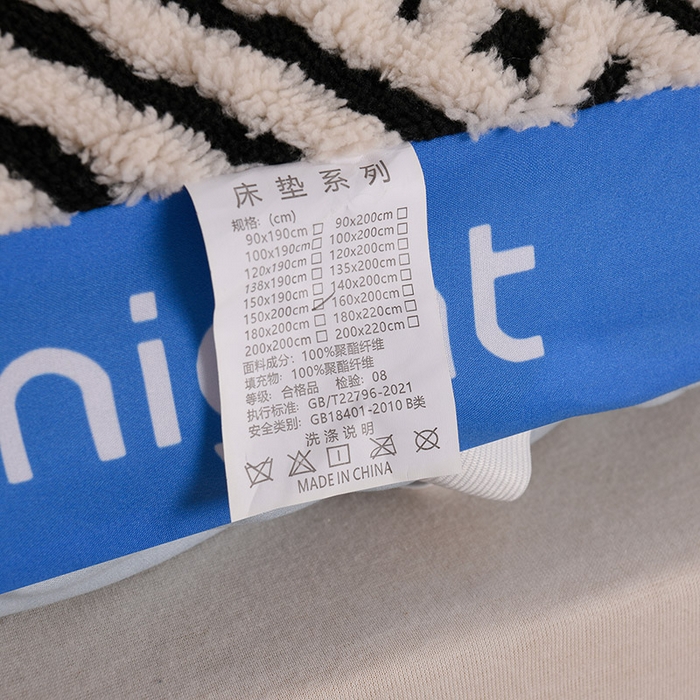 床垫系列
规格: (cm)
90x190cm□ 90x200cm□
100x190cm□ 100x200cm□
120x190cm□ 120x200cm□
138x190cm□ 135x200cm□
150x190cm□ 140x200cm□
150x200cm☑ 160x200cm□
180x200cm□ 180x220cm□
200x200cm□ 200x220cm□
面料成分: 100%聚酯纤维
填充物: 100%聚酯纤维
等级: 合格品 检验: 08
执行标准: GB/T22796-2021
安全类别: GB18401-2010 B类
洗涤说明
MADE IN CHINA